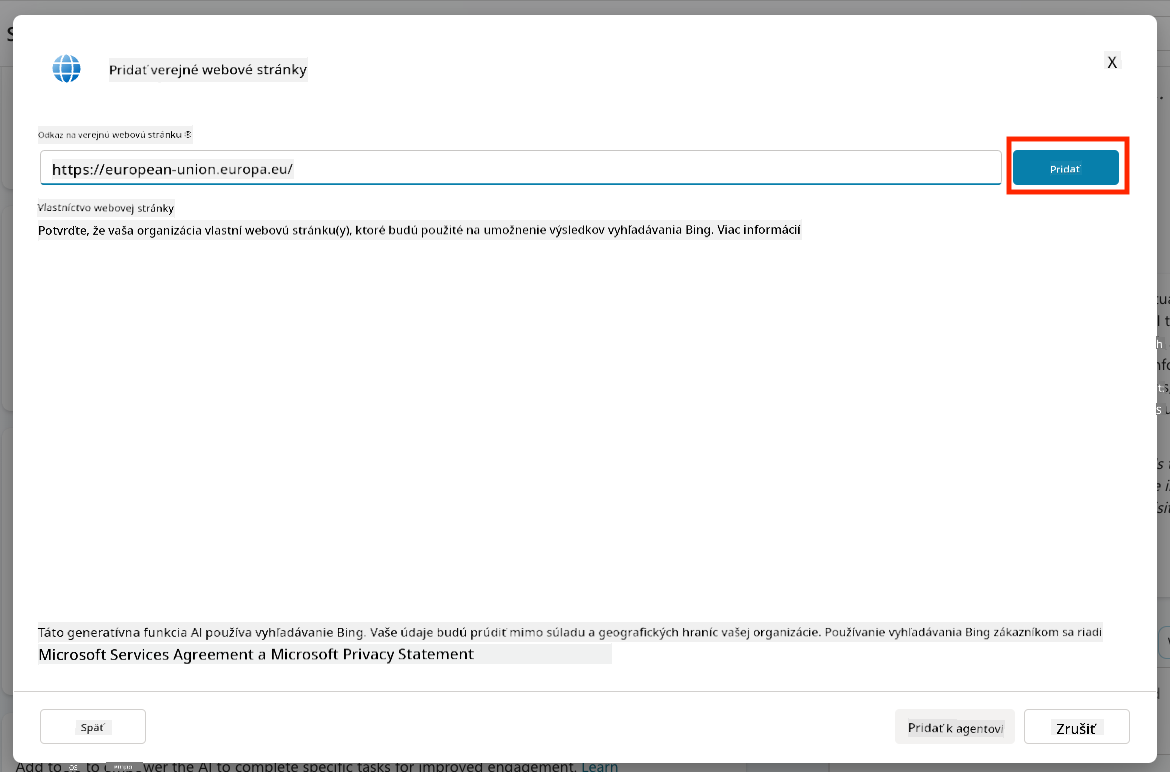 Pridať verejné webové stránky
X
Odkaz na verejnú webovú stránku
https://european-union.europa.eu/
Pridať
Vlastníctvo webovej stránky
Potvrďte, že vaša organizácia vlastní webovú stránku(y), ktoré budú použité na umožnenie výsledkov vyhľadávania Bing. Viac informácií
Táto generatívna funkcia AI používa vyhľadávanie Bing. Vaše údaje budú prúdiť mimo súladu a geografických hraníc vašej organizácie. Používanie vyhľadávania Bing zákazníkom sa riadi
Microsoft Services Agreement a Microsoft Privacy Statement
Späť
Pridať k agentovi
Zrušiť
Add to to wer the AI to complete specific tasks for improved engagement. Learn